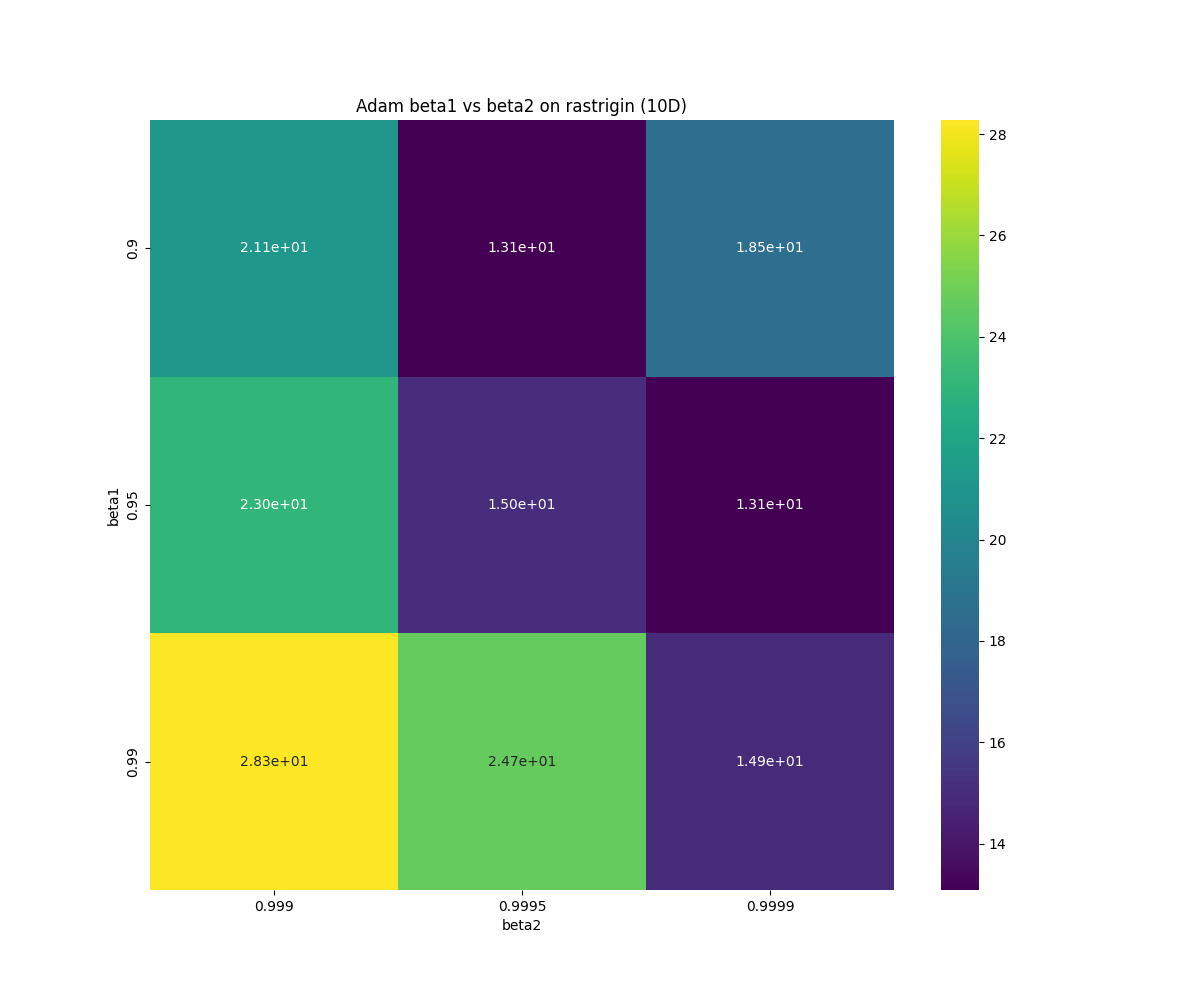 Adam beta1 vs beta2 on rastrigin (10D)
0.9
2.11e+01
1.31e+01
1.85e+01
0.95
2.30e+01
1.50e+01
1.31e+01
0.99
2.83e+01
2.47e+01
1.49e+01
beta1
0.999
0.9995
0.9999
beta2
28
26
24
22
20
18
16
14